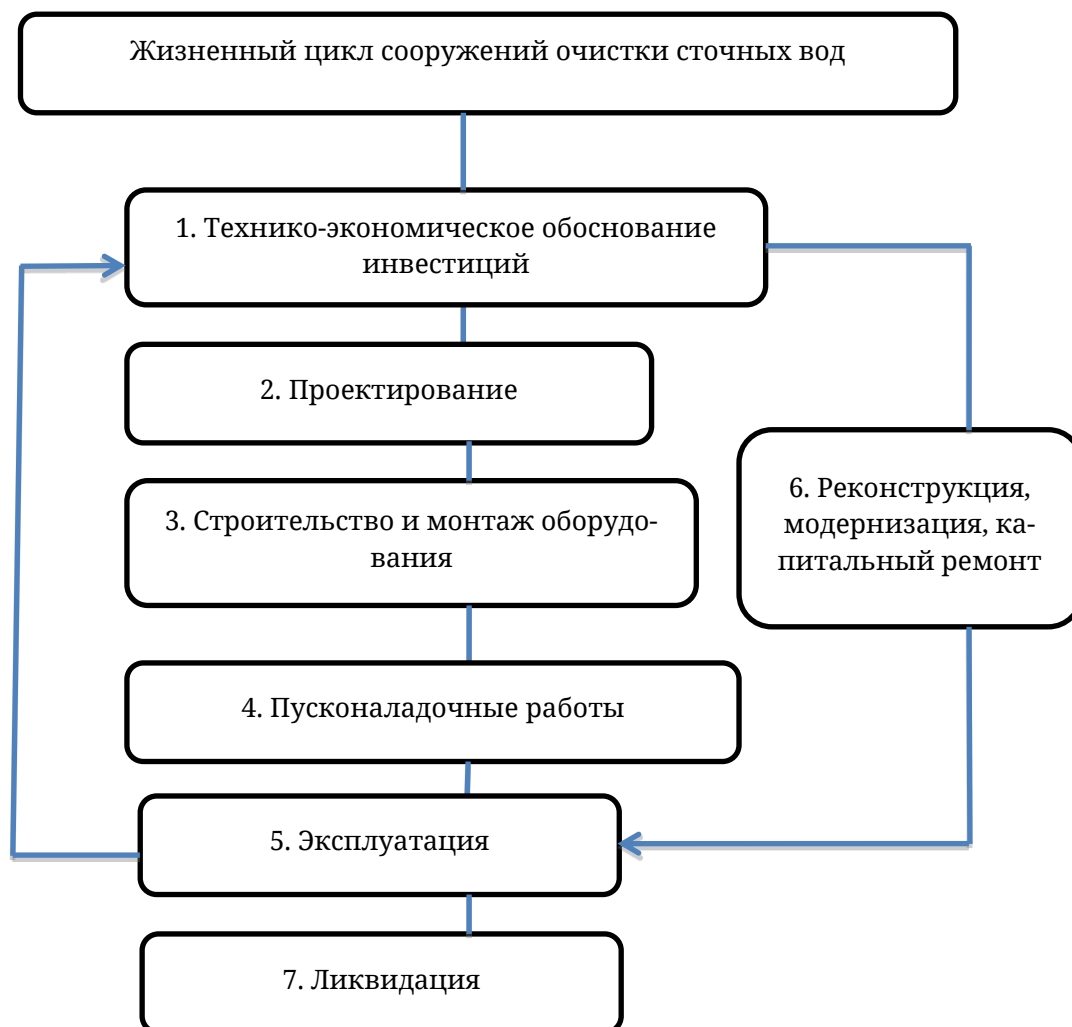 Жизненный цикл сооружений очистки сточных вод
1. Технико-экономическое обоснование
инвестиций
2. Проектирование
3. Строительство и монтаж оборудо-
вания
6. Реконструкция,
модернизация, ка-
питальный ремонт
4. Пусконаладочные работы
5. Эксплуатация
7. Ликвидация